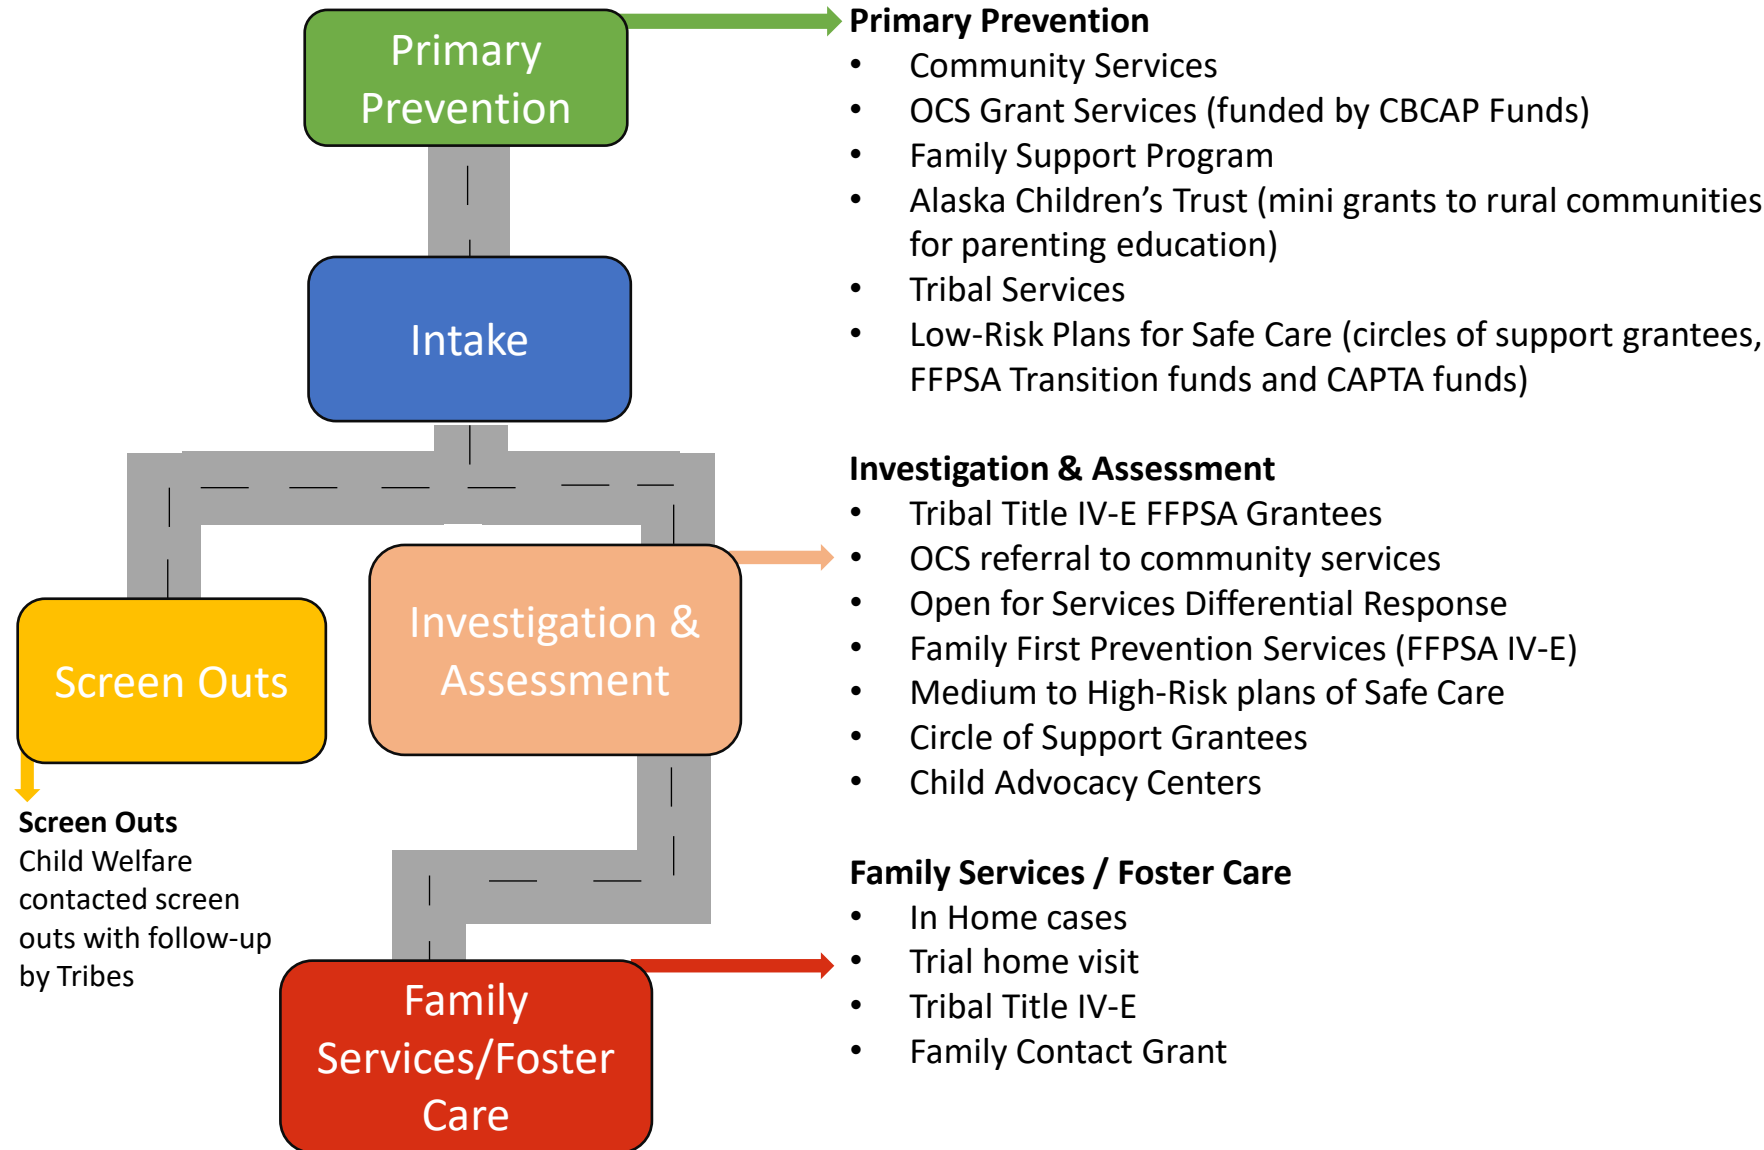 Primary
Prevention
Intake
Screen Outs
Investigation &
Assessment
Family
Services/Foster
Care
Screen Outs
Child Welfare
contacted screen
outs with follow-up
by Tribes
Primary Prevention
• Community Services
• OCS Grant Services (funded by CBCAP Funds)
• Family Support Program
• Alaska Children’s Trust (mini grants to rural communities
for parenting education)
• Tribal Services
• Low-Risk Plans for Safe Care (circles of support grantees,
FFPSA Transition funds and CAPTA funds)
Investigation & Assessment
• Tribal Title IV-E FFPSA Grantees
• OCS referral to community services
• Open for Services Differential Response
• Family First Prevention Services (FFPSA IV-E)
• Medium to High-Risk plans of Safe Care
• Circle of Support Grantees
• Child Advocacy Centers
Family Services / Foster Care
• In Home cases
• Trial home visit
• Tribal Title IV-E
• Family Contact Grant